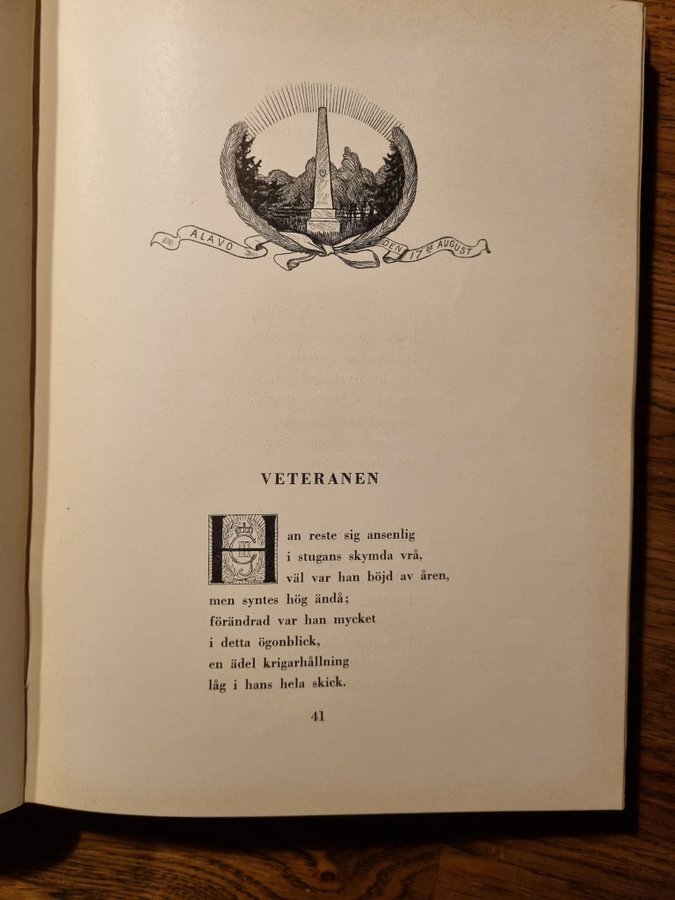 ALAVO
DEN 17de AUGUST
VETERANEN
Han reste sig ansenlig
i stugans skymda vrå,
väl var han böjd av åren,
men syntes hög ändå;
förändrad var han mycket
i detta ögonblick,
en ädel krigarhållning
låg i hans hela skick.
41